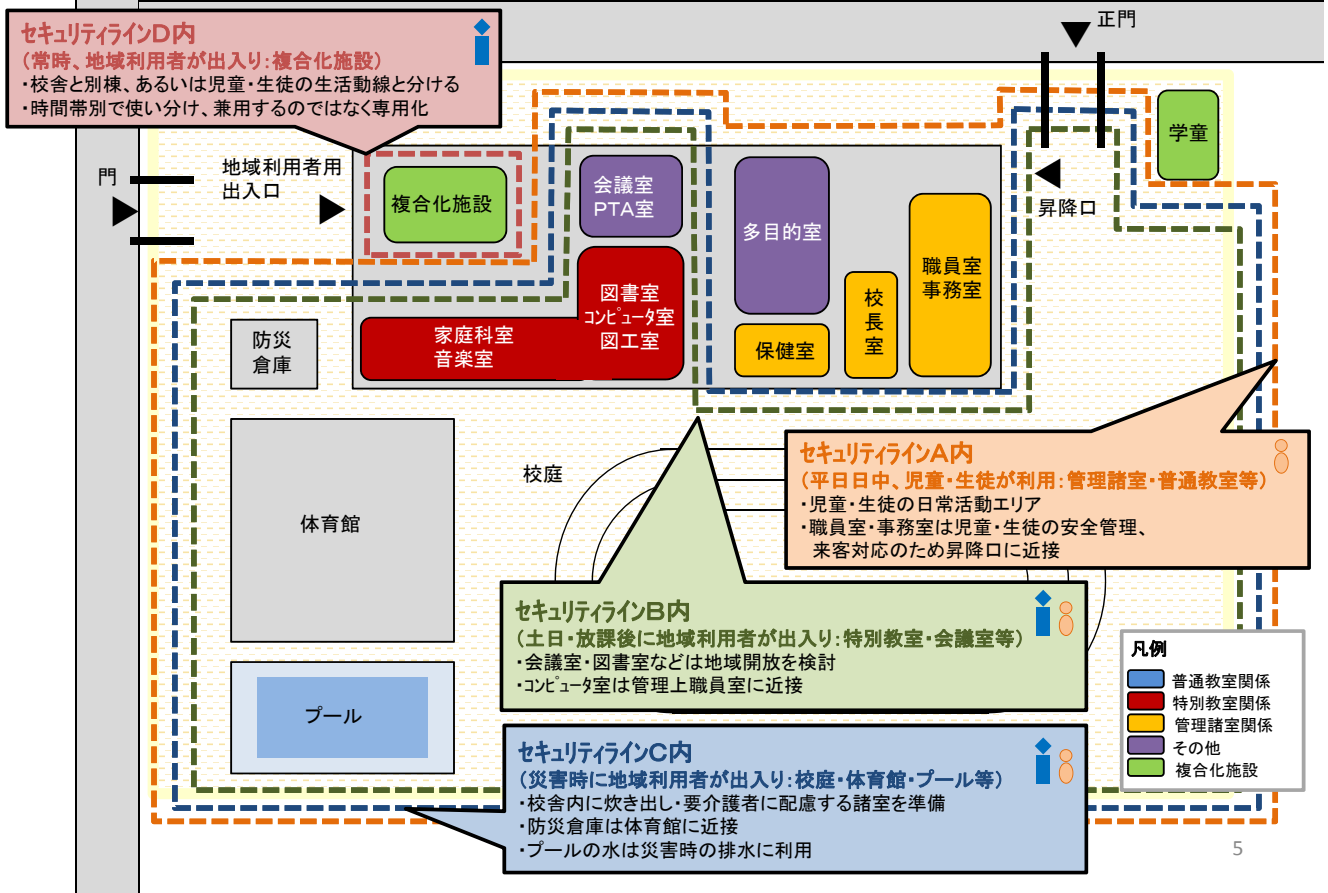 セキュリティラインD内
(常時、地域利用者が出入り:複合化施設)
・校舎と別棟、あるいは児童・生徒の生活動線と分ける
・時間帯別で使い分け、兼用するのではなく専用化
正門
学童
門
地域利用者用
出入口
複合化施設
会議室
PTA室
多目的室
昇降口
職員室
事務室
校長室
図書室
コンピュータ室
図工室
家庭科室
音楽室
保健室
防災
倉庫
体育館
校庭
プール
セキュリティラインA内
(平日日中、児童・生徒が利用:管理諸室・普通教室等)
・児童・生徒の日常活動エリア
・職員室・事務室は児童・生徒の安全管理、
来客対応のため昇降口に近接
セキュリティラインB内
(土日・放課後に地域利用者が出入り:特別教室・会議室等)
・会議室・図書室などは地域開放を検討
・コンピュータ室は管理上職員室に近接
セキュリティラインC内
(災害時に地域利用者が出入り:校庭・体育館・プール等)
・校舎内に炊き出し・要介護者に配慮する諸室を準備
・防災倉庫は体育館に近接
・プールの水は災害時の排水に利用
凡例
普通教室関係
特別教室関係
管理諸室関係
その他
複合化施設
5